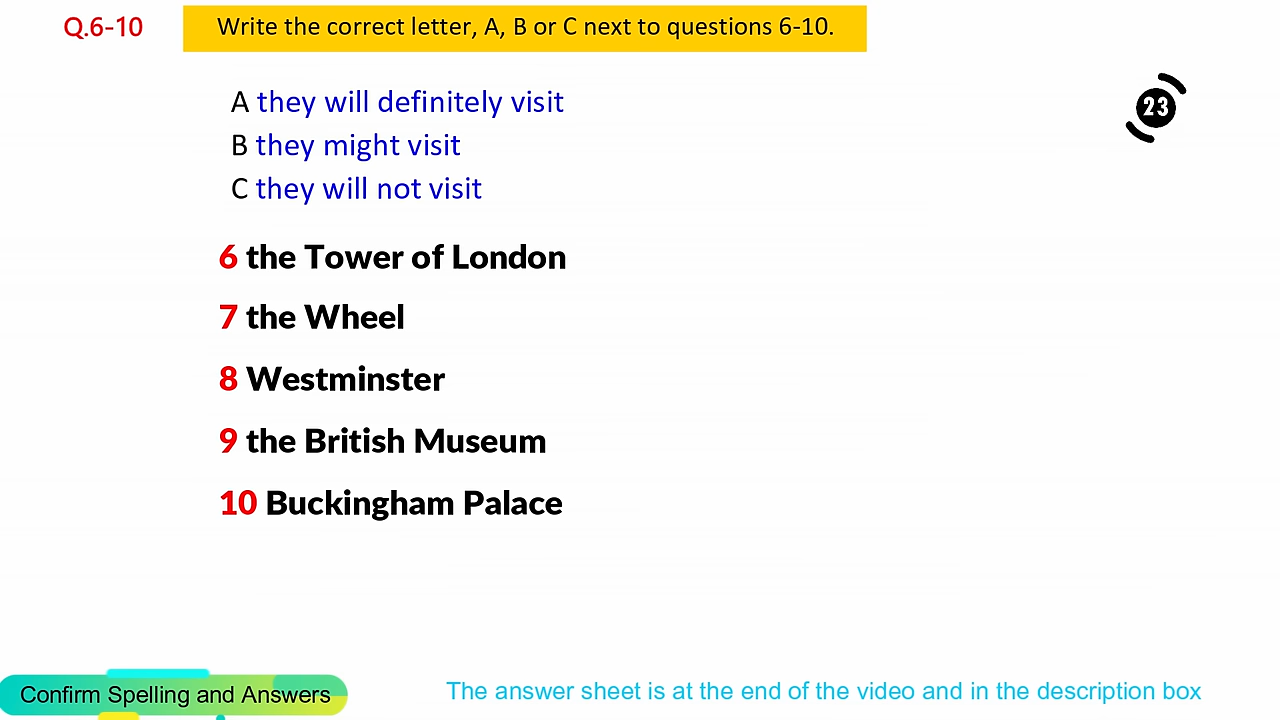 Q.6-10 Write the correct letter, A, B or C next to questions 6-10.
A they will definitely visit
23
B they might visit
C they will not visit
6 the Tower of London
7 the Wheel
8 Westminster
9 the British Museum
10 Buckingham Palace
Confirm Spelling and Answers
The answer sheet is at the end of the video and in the description box